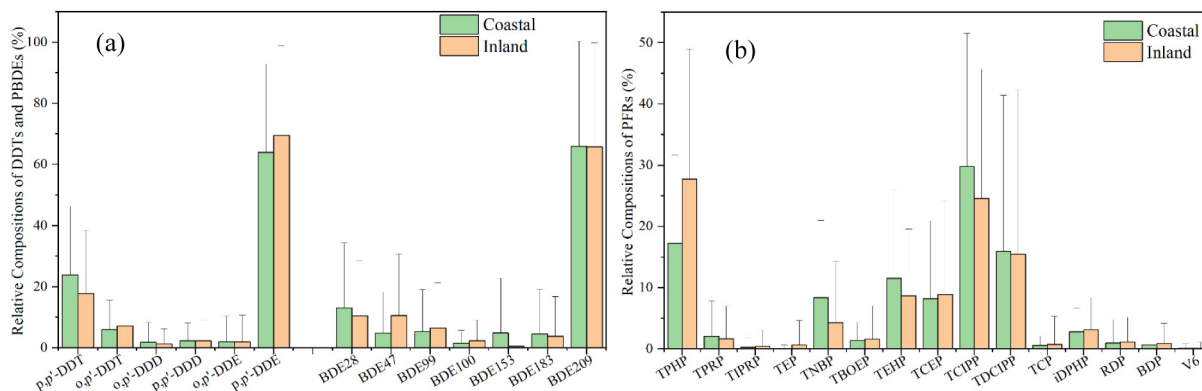 (a)
Coastal
Inland
Relative Compositions of DDTs and PBDEs (%)
100
80
60
40
20
0
p,p'-DDT
o,p'-DDT
o,p'-DDD
p,p'-DDD
o,p'-DDE
p,p'-DDE
BDE28
BDE47
BDE99
BDE100
BDE153
BDE183
BDE209
(b)
Coastal
Inland
Relative Compositions of PFRs (%)
50
40
30
20
10
0
TPHP
TPRP
TIPRP
TEP
TNBP
TBOEP
TEHP
TCEP
TCIPP
TDCIPP
TCP
iDPHP
RDP
BDP
V6